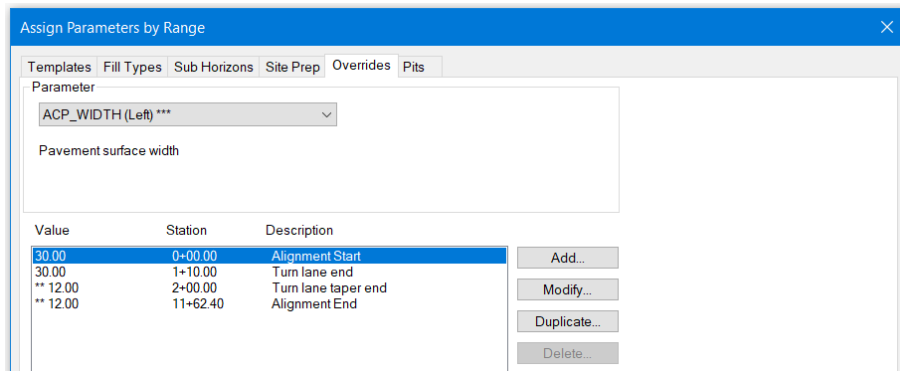 Assign Parameters by Range
Templates Fill Types Sub Horizons Site Prep Overrides Pits
Parameter
ACP_WIDTH (Left) ***
Pavement surface width
Value Station Description
30.00 0+00.00 Alignment Start
30.00 1+10.00 Turn lane end
** 12.00 2+00.00 Turn lane taper end
** 12.00 11+62.40 Alignment End
Add...
Modify...
Duplicate...
Delete...